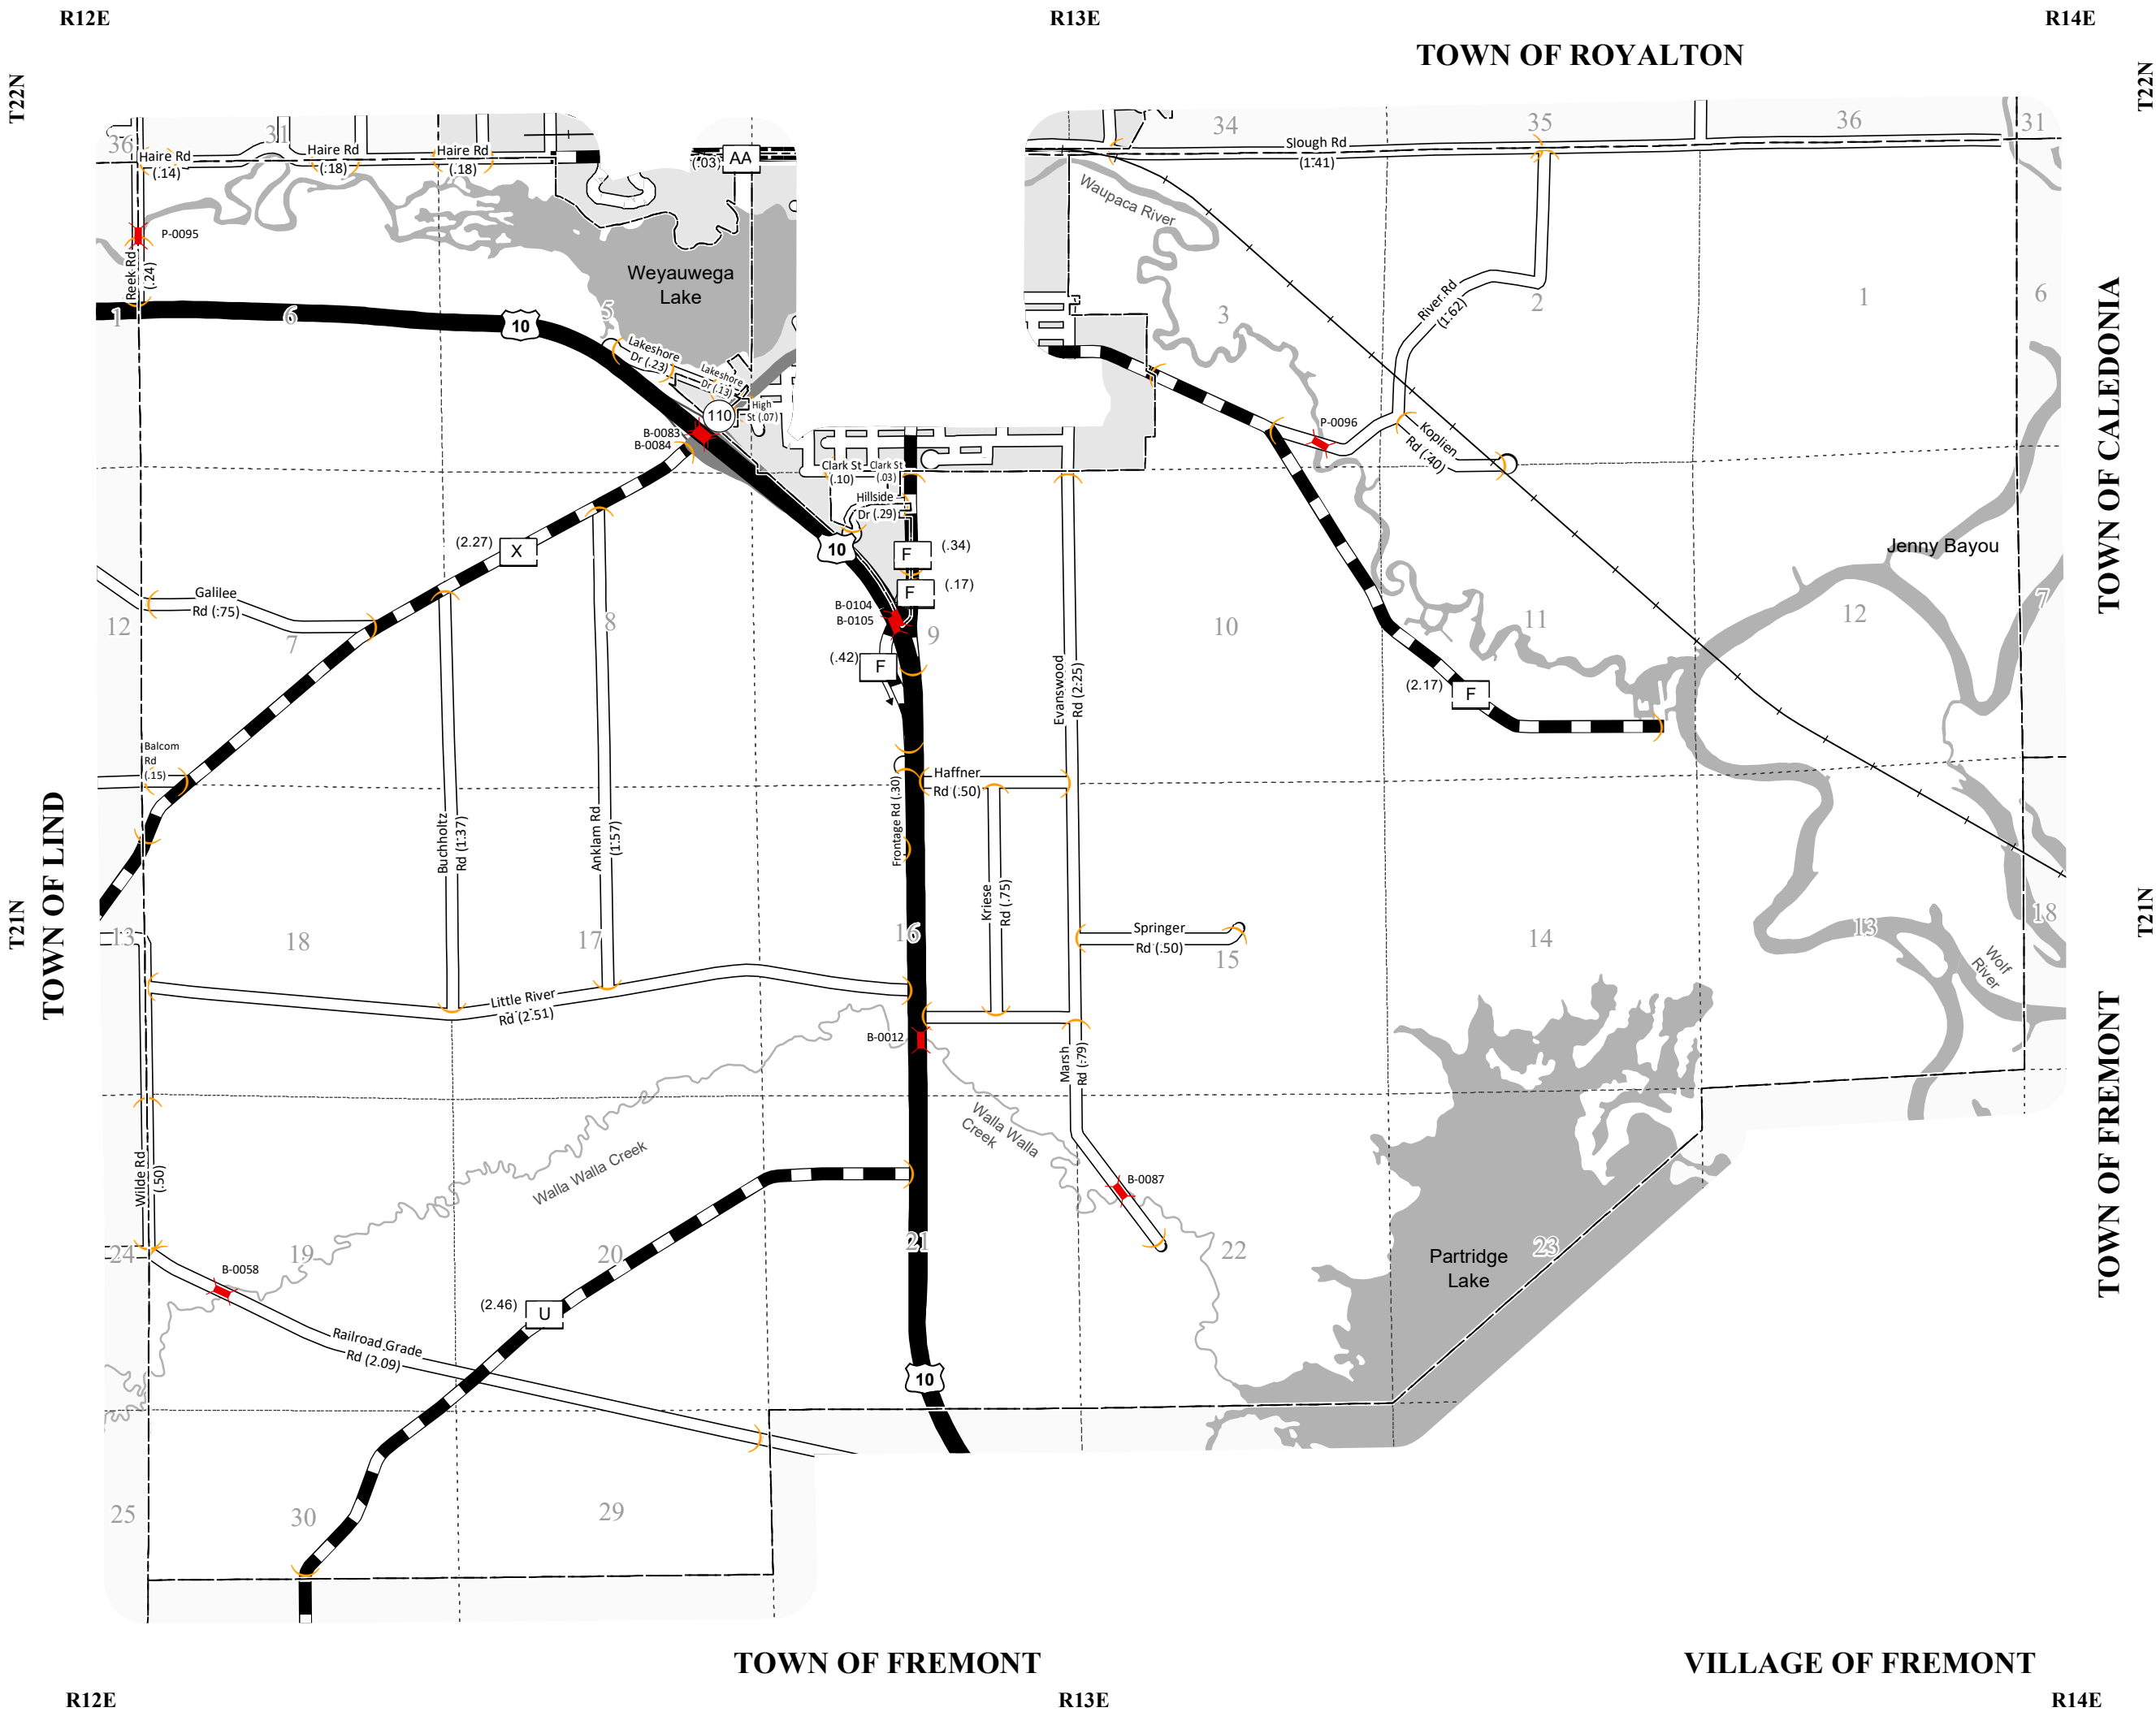 R12E
R13E
R14E
TOWN OF ROYALTON
T22N
T22N
36
31
34
35
36
31
Haire Rd
(.14)
Haire Rd
(.18)
Haire Rd
(.18)
(.03)
AA
Slough Rd
(1.41)
Waupaca River
P-0095
Reek Rd
(.24)
Weyauwega
Lake
1
6
5
3
2
1
6
10
River Rd
(1.62)
Lakeshore
Dr (.23)
Lakeshore
Dr (.13)
110
High
St (.07)
B-0083
B-0084
P-0096
Koplien
Rd (.40)
Clark St
(.10)
Clark St
(.03)
Hillside
Dr (.29)
TOWN OF CALEDONIA
(2.27)
X
10
F
(.34)
F
(.17)
Jenny Bayou
Galilee
Rd (.75)
B-0104
B-0105
12
7
8
9
10
11
12
7
(.42)
F
Evanswood
Rd (2.25)
(2.17)
F
Balcom
Rd
(.15)
Haffner
Rd (.50)
Frontage Rd (.30)
Buchholtz
Rd (1.37)
Anklam Rd
(1.57)
Kriese
Rd (.75)
TOWN OF LIND
T21N
T21N
13
18
17
16
15
14
13
18
Springer
Rd (.50)
Wolf
River
Little River
Rd (2.51)
B-0012
Marsh
Rd (.79)
TOWN OF FREMONT
Walla Walla
Creek
Walla Walla Creek
Wilde Rd
(.50)
B-0087
24
19
20
21
22
23
Partridge
Lake
B-0058
(2.46)
U
Railroad Grade
Rd (2.09)
10
25
30
29
TOWN OF FREMONT
VILLAGE OF FREMONT
R12E
R13E
R14E